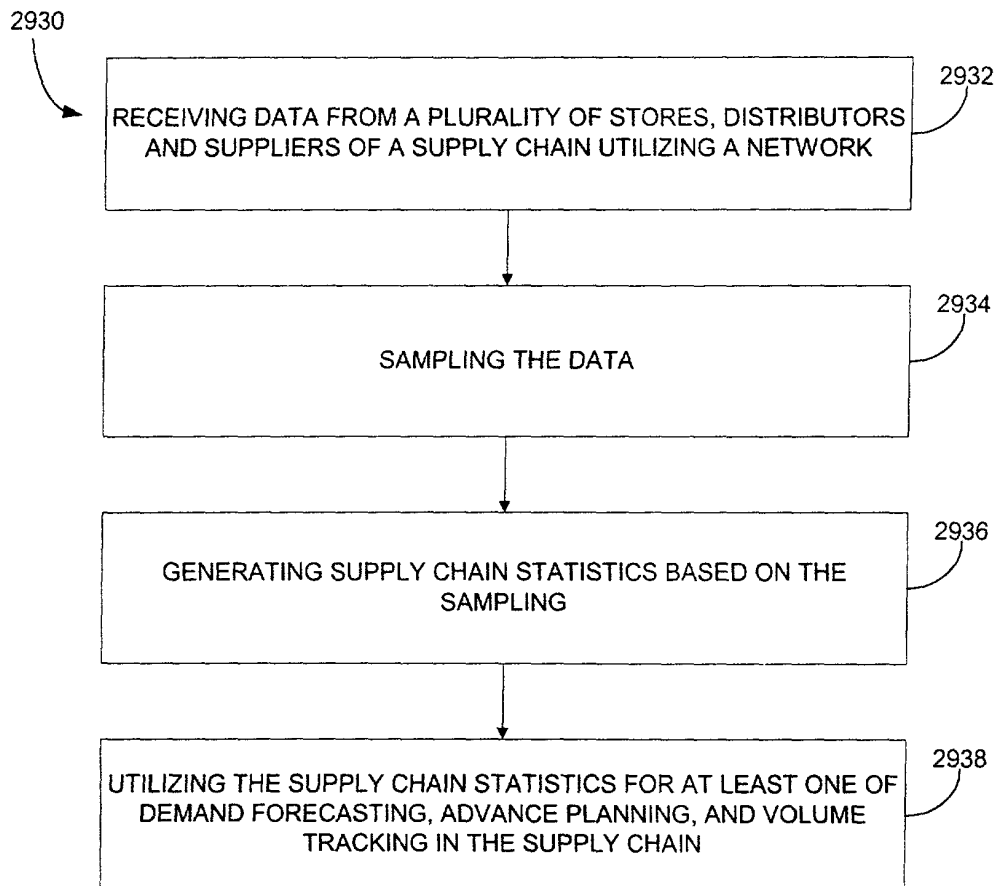 2930
2932
RECEIVING DATA FROM A PLURALITY OF STORES, DISTRIBUTORS
AND SUPPLIERS OF A SUPPLY CHAIN UTILIZING A NETWORK
2934
SAMPLING THE DATA
2936
GENERATING SUPPLY CHAIN STATISTICS BASED ON THE
SAMPLING
2938
UTILIZING THE SUPPLY CHAIN STATISTICS FOR AT LEAST ONE OF
DEMAND FORECASTING, ADVANCE PLANNING, AND VOLUME
TRACKING IN THE SUPPLY CHAIN